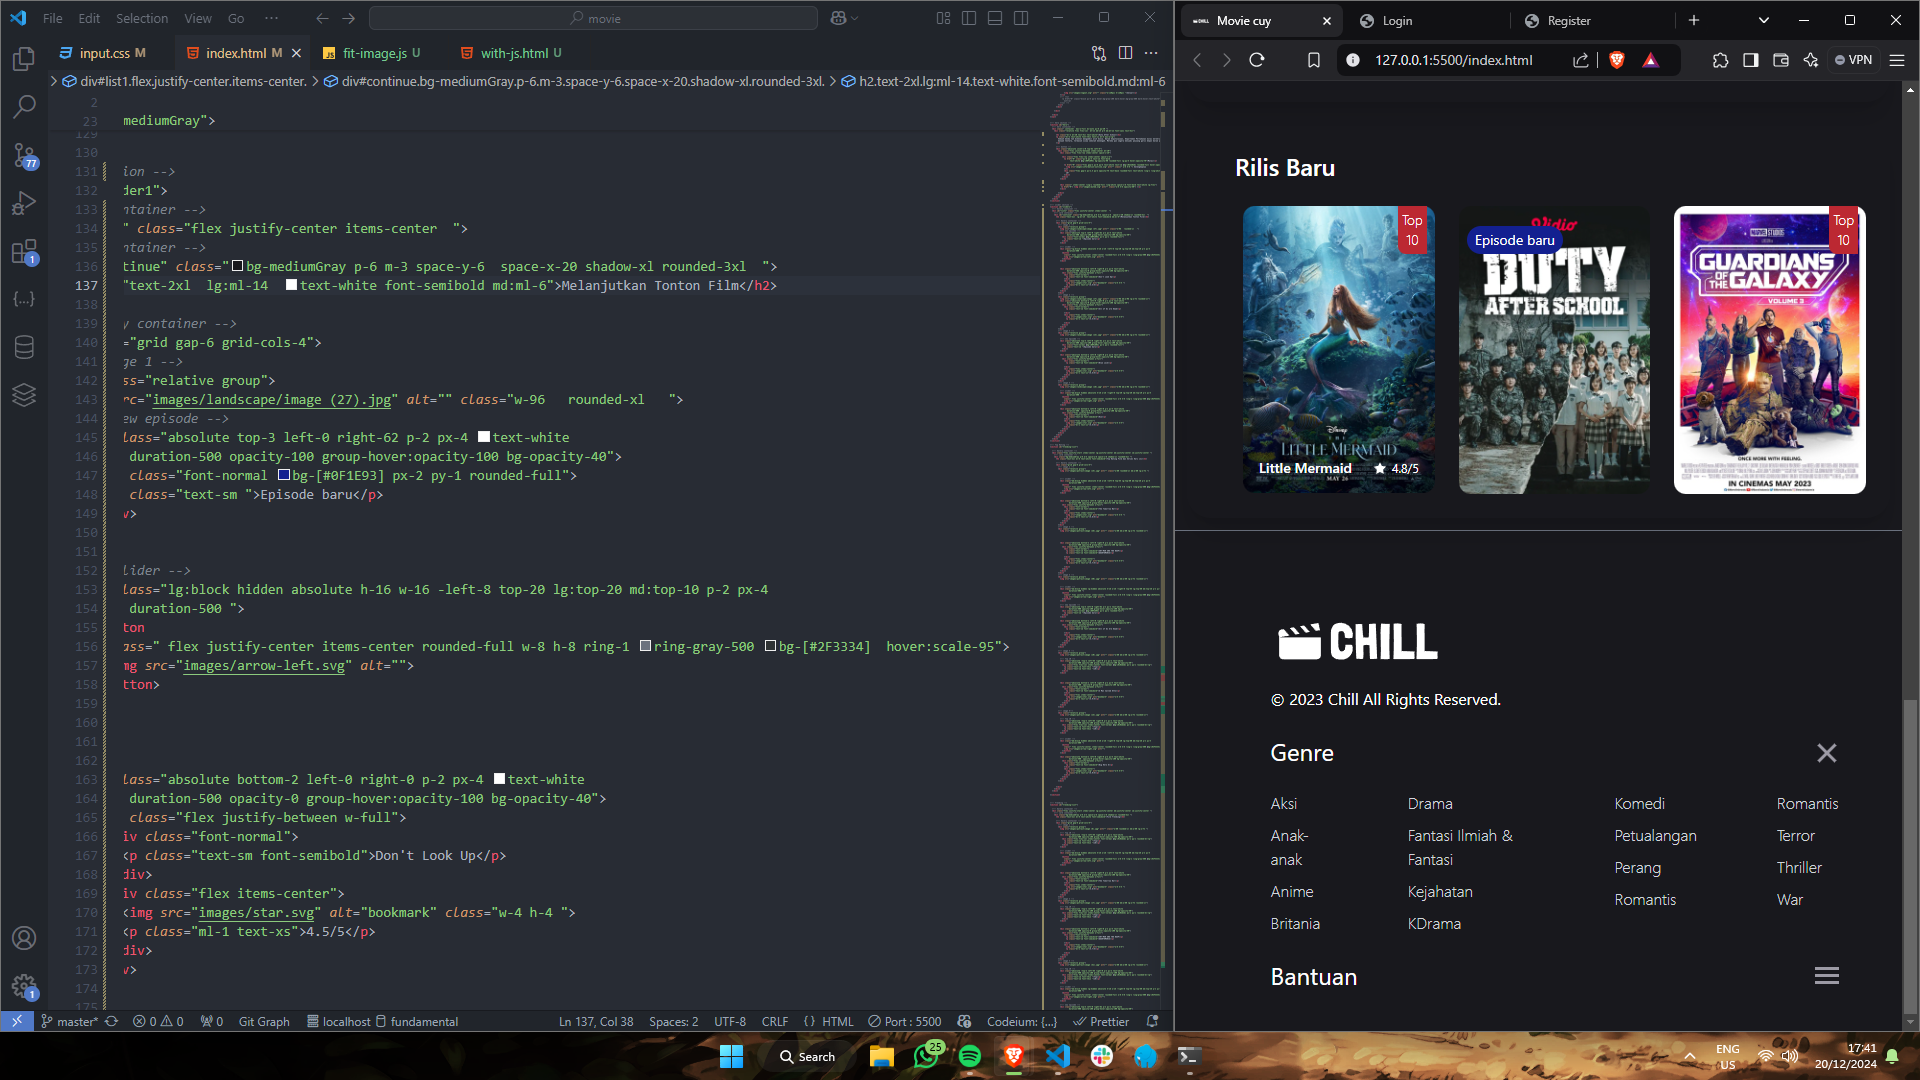 File Edit Selection View Go ··· movie
input.css M index.html M fit-image.js U with-js.html U
div#list1.flex.justify-center.items-center. > div#continue.bg-mediumGray.p-6.m-3.space-y-6.space-x-20.shadow-xl.rounded-3xl. > h2.text-2xl.lg:ml-14.text-white.font-semibold.md:ml-6
2
23 mediumGray">
129
130
131 ion -->
132 der1">
133 ntainer -->
134 " class="flex justify-center items-center  ">
135 ntainer -->
136 tinue" class="bg-mediumGray p-6 m-3 space-y-6  space-x-20 shadow-xl rounded-3xl  ">
137 "text-2xl  lg:ml-14  text-white font-semibold md:ml-6">Melanjutkan Tonton Film</h2>
138
139 y container -->
140 ="grid gap-6 grid-cols-4">
141 ge 1 -->
142 ss="relative group">
143 rc="images/landscape/image (27).jpg" alt="" class="w-96   rounded-xl   ">
144 ew episode -->
145 lass="absolute top-3 left-0 right-62 p-2 px-4 text-white
146 duration-500 opacity-100 group-hover:opacity-100 bg-opacity-40">
147 class="font-normal bg-[#0F1E93] px-2 py-1 rounded-full">
148 class="text-sm ">Episode baru</p>
149 v>
150
151
152 lider -->
153 lass="lg:block hidden absolute h-16 w-16 -left-8 top-20 lg:top-20 md:top-10 p-2 px-4
154 duration-500 ">
155 ton
156 ass=" flex justify-center items-center rounded-full w-8 h-8 ring-1 ring-gray-500 bg-[#2F3334]  hover:scale-95">
157 mg src="images/arrow-left.svg" alt="">
158 tton>
159
160
161
162
163 lass="absolute bottom-2 left-0 right-0 p-2 px-4 text-white
164 duration-500 opacity-0 group-hover:opacity-100 bg-opacity-40">
165 class="flex justify-between w-full">
166 iv class="font-normal">
167 <p class="text-sm font-semibold">Don't Look Up</p>
168 div>
169 iv class="flex items-center">
170 <img src="images/star.svg" alt="bookmark" class="w-4 h-4 ">
171 <p class="ml-1 text-xs">4.5/5</p>
172 div>
173 v>
174
175
77
1
1
master* 0 0 0 Git Graph localhost fundamental Ln 137, Col 38 Spaces: 2 UTF-8 CRLF {} HTML Port : 5500 Codeium: {...} Prettier
Movie cuy Login Register
127.0.0.1:5500/index.html VPN
Rilis Baru
Top
10
Disney
THE
LITTLE MERMAID
Little Mermaid 4.8/5
MAY 26
Vidio
Episode baru
DUTY
AFTER SCHOOL
Top
10
MARVEL STUDIOS
GUARDIANS
OF THE GALAXY
VOLUME 3
ONCE MORE WITH FEELING.
IN CINEMAS MAY 2023
CHILL
© 2023 Chill All Rights Reserved.
Genre
Aksi Drama Komedi Romantis
Anak-
anak
Fantasi Ilmiah &
Fantasi
Petualangan Terror
Perang Thriller
Anime Kejahatan Romantis War
Britania KDrama
Bantuan
Search 25
ENG
US
17:41
20/12/2024